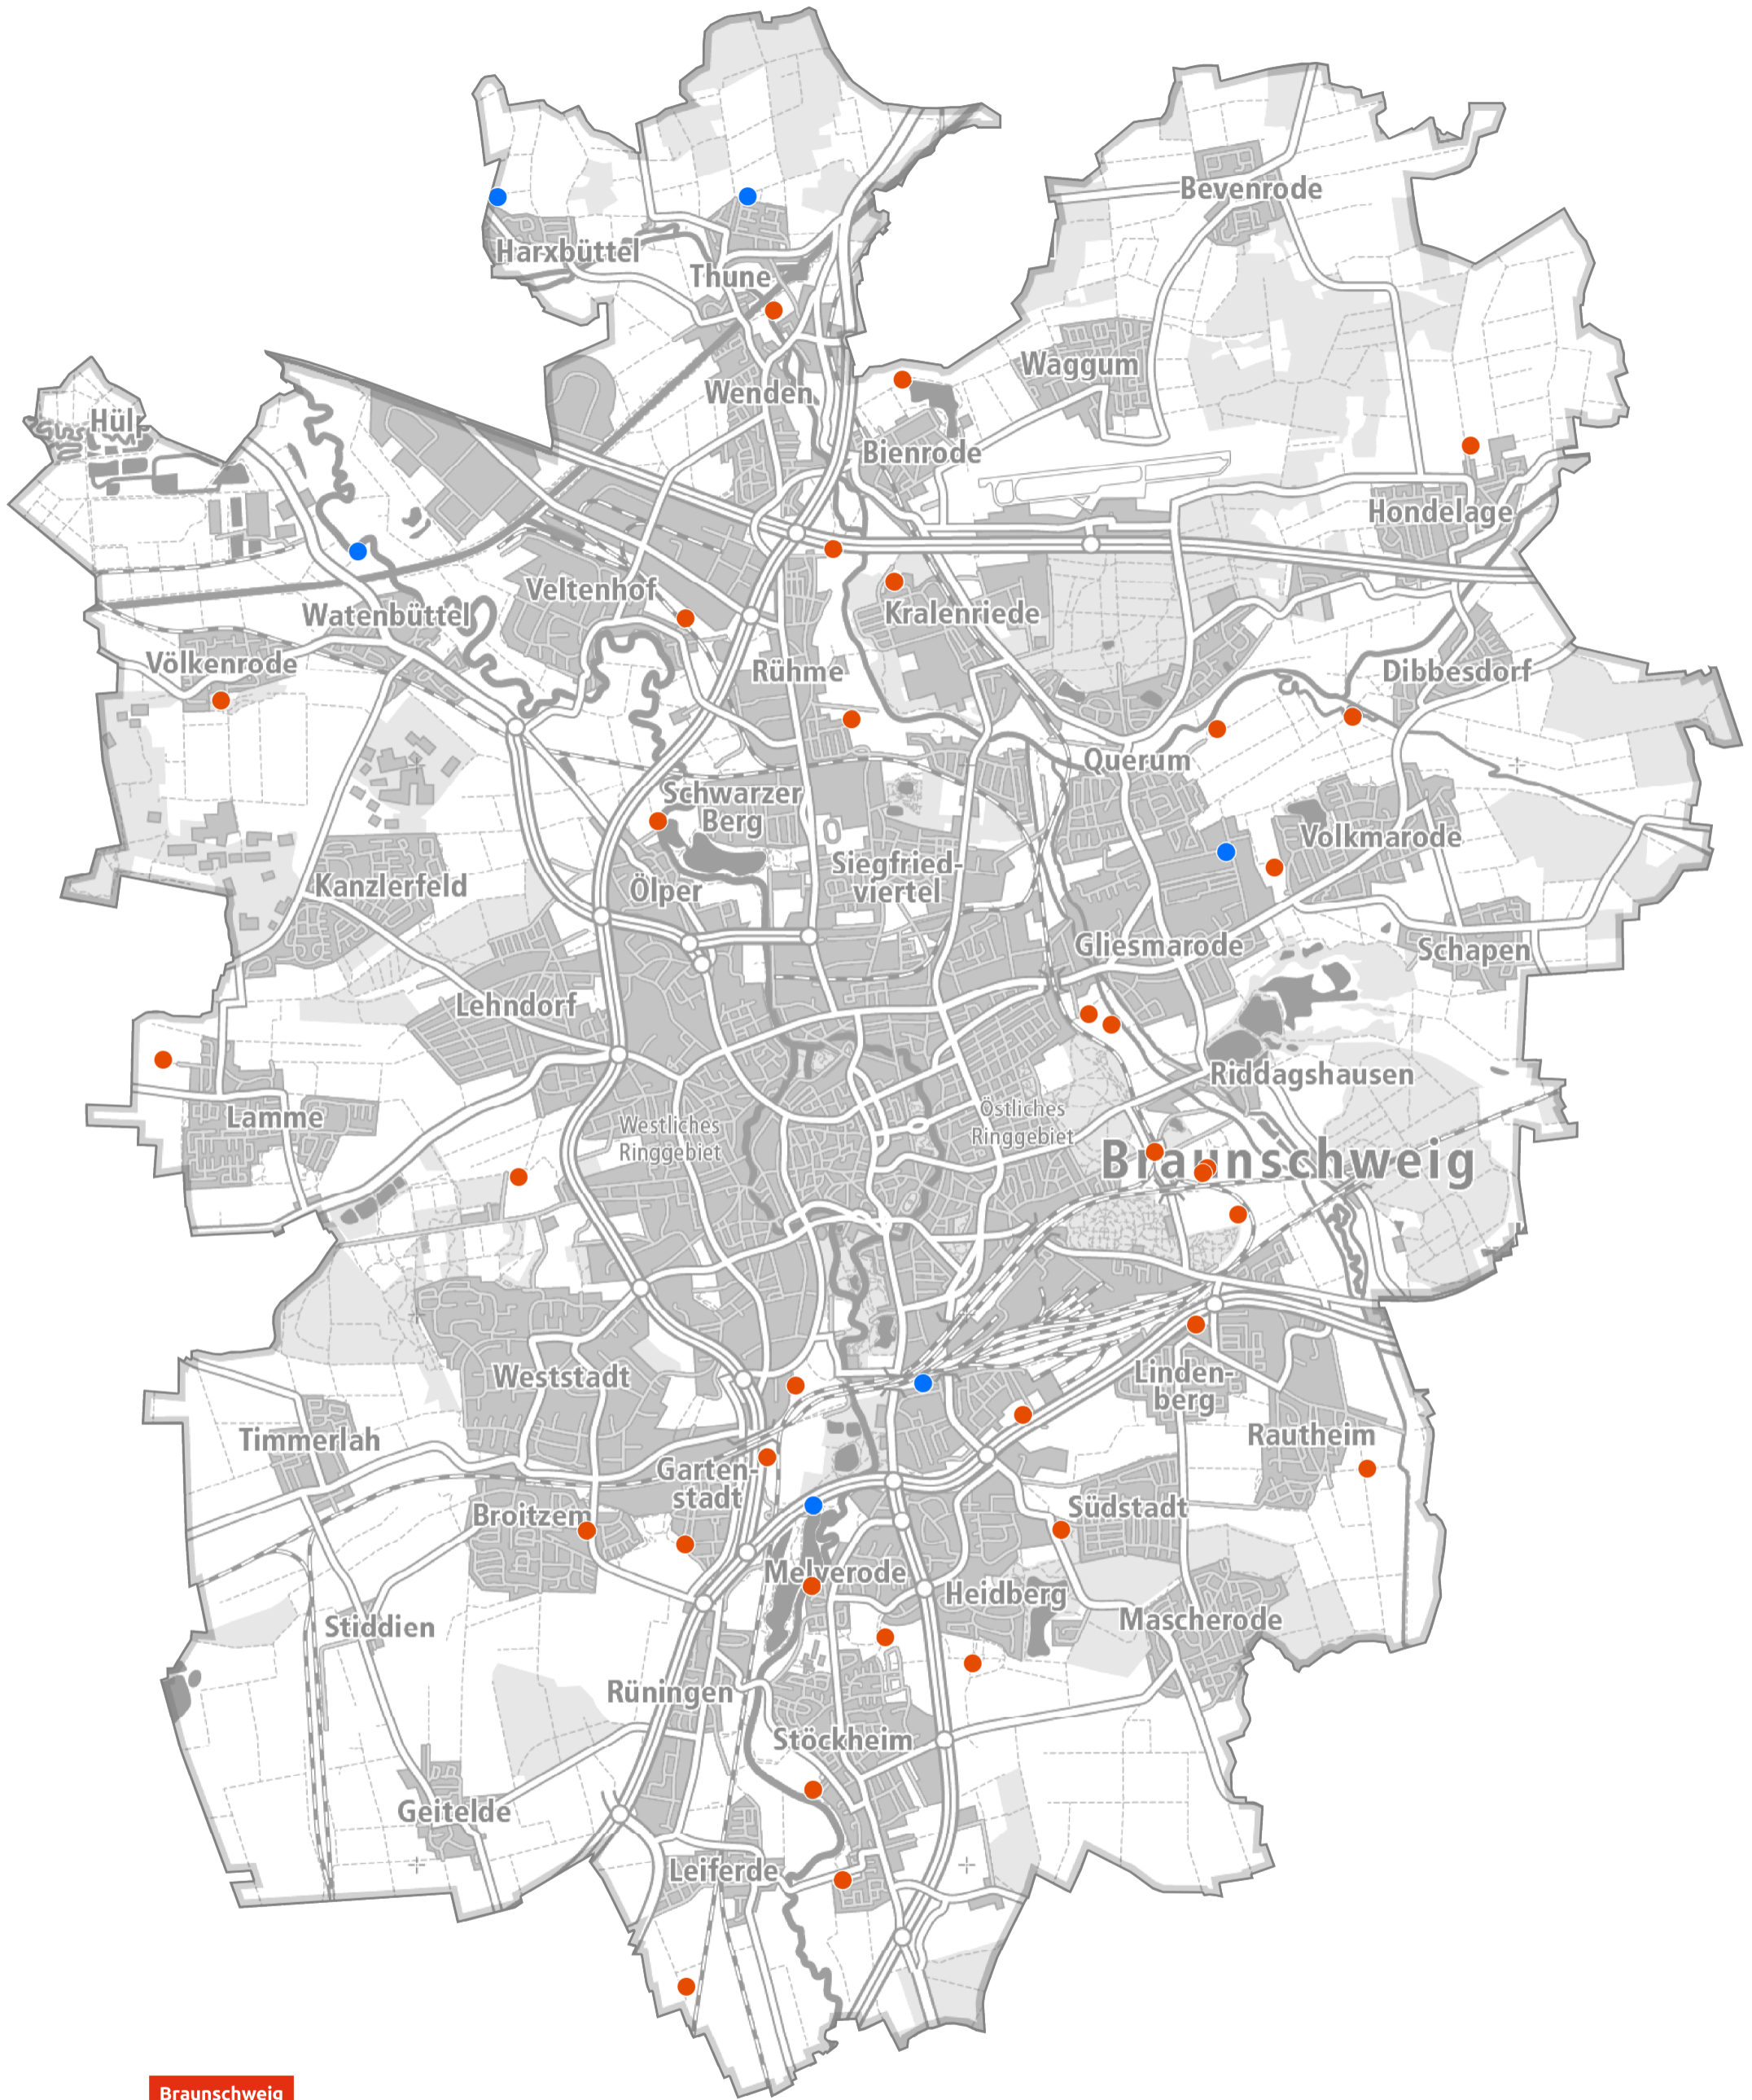 Bevenrode
Harxbüttel
Thune
Waggum
Wenden
Hül
Bienrode
Hondelage
Veltenhof
Watenbüttel
Kralenriede
Völkenrode
Rühme
Dibbesdorf
Querum
Schwarzer
Berg
Volkmarode
Siegfried-
viertel
Kanzlerfeld
Ölper
Gliesmarode
Schapen
Lehndorf
Riddagshausen
Lamme
Westliches
Ringgebiet
Östliches
Ringgebiet
Braunschweig
Weststadt
Linden-
berg
Timmerlah
Rautheim
Garten-
stadt
Broitzem
Südstadt
Melverode
Heidberg
Mascherode
Stiddien
Rüningen
Stöckheim
Geitelde
Leiferde
Braunschweig